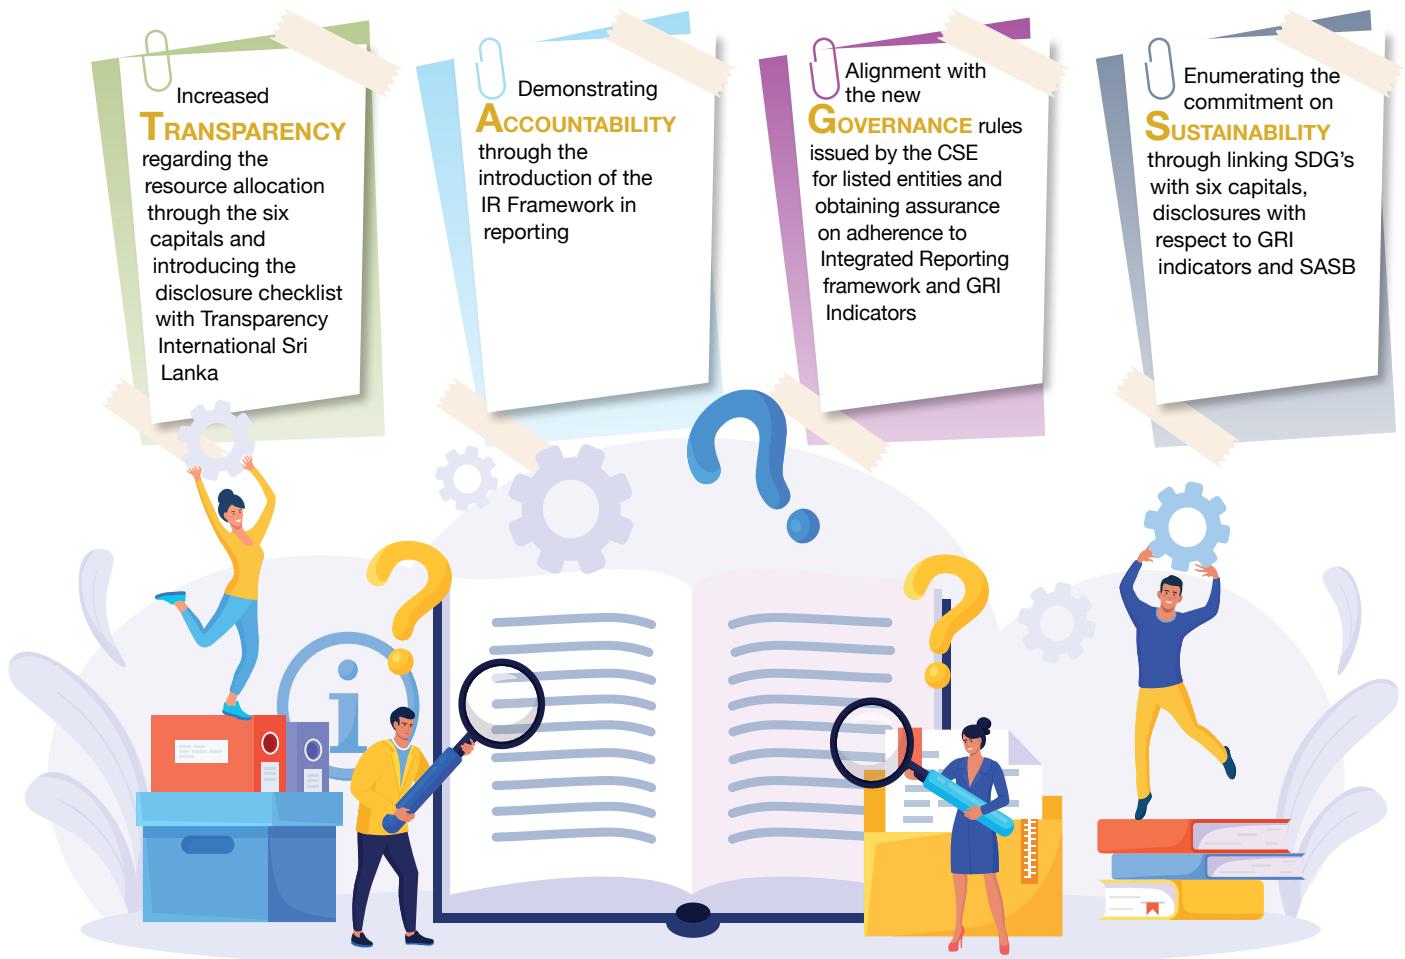 Increased
TRANSPARENCY
regarding the
resource allocation
through the six
capitals and
introducing the
disclosure checklist
with Transparency
International Sri
Lanka
Demonstrating
ACCOUNTABILITY
through the
introduction of the
IR Framework in
reporting
Alignment with
the new
GOVERNANCE rules
issued by the CSE
for listed entities and
obtaining assurance
on adherence to
Integrated Reporting
framework and GRI
Indicators
Enumerating the
commitment on
SUSTAINABILITY
through linking SDG’s
with six capitals,
disclosures with
respect to GRI
indicators and SASB